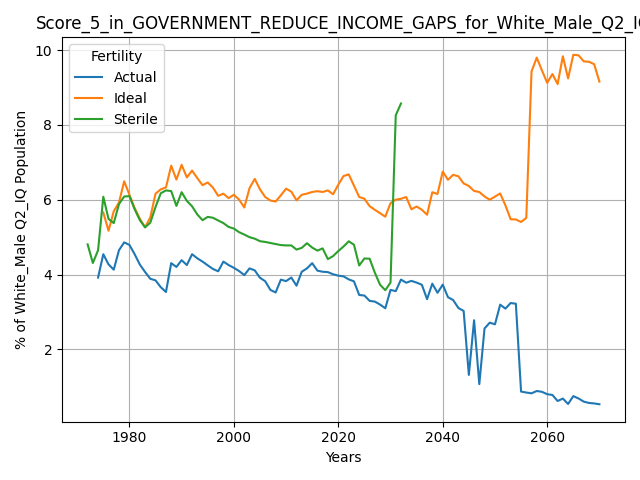 Score_5_in_GOVERNMENT_REDUCE_INCOME_GAPS_for_White_Male_Q2_I
Fertility
Actual
Ideal
Sterile
% of White_Male Q2_IQ Population
10
8
6
4
2
1980
2000
2020
2040
2060
Years